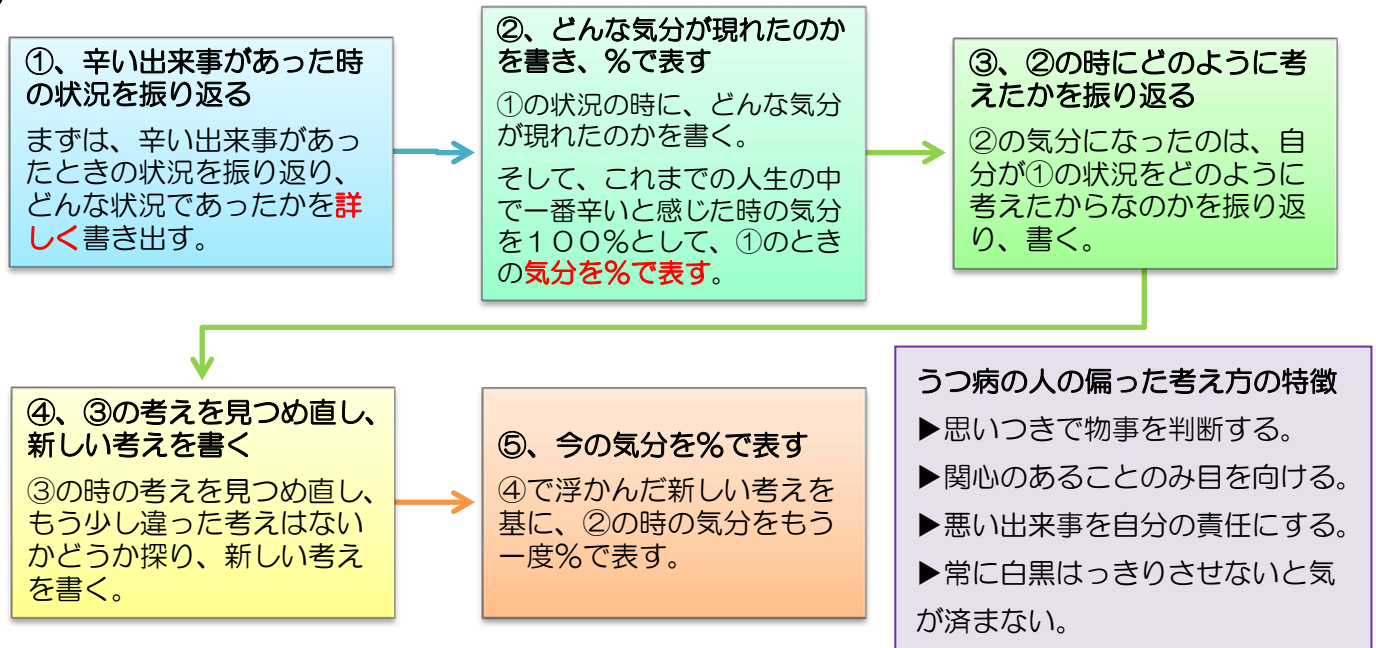 ①、辛い出来事があった時
の状況を振り返る
まずは、辛い出来事があっ
たときの状況を振り返り、
どんな状況であったかを詳
しく書き出す。
②、どんな気分が現れたのか
を書き、%で表す
①の状況の時に、どんな気分
が現れたのかを書く。
そして、これまでの人生の中
で一番辛いと感じた時の気分
を１００%として、①のとき
の気分を%で表す。
③、②の時にどのように考
えたかを振り返る
②の気分になったのは、自
分が①の状況をどのように
考えたからなのかを振り返
り、書く。
④、③の考えを見つめ直し、
新しい考えを書く
③の時の考えを見つめ直し、
もう少し違った考えはない
かどうか探り、新しい考え
を書く。
⑤、今の気分を%で表す
④で浮かんだ新しい考えを
基に、②の時の気分をもう
一度%で表す。
うつ病の人の偏った考え方の特徴
▶思いつきで物事を判断する。
▶関心のあることのみ目を向ける。
▶悪い出来事を自分の責任にする。
▶常に白黒はっきりさせないと気
が済まない。